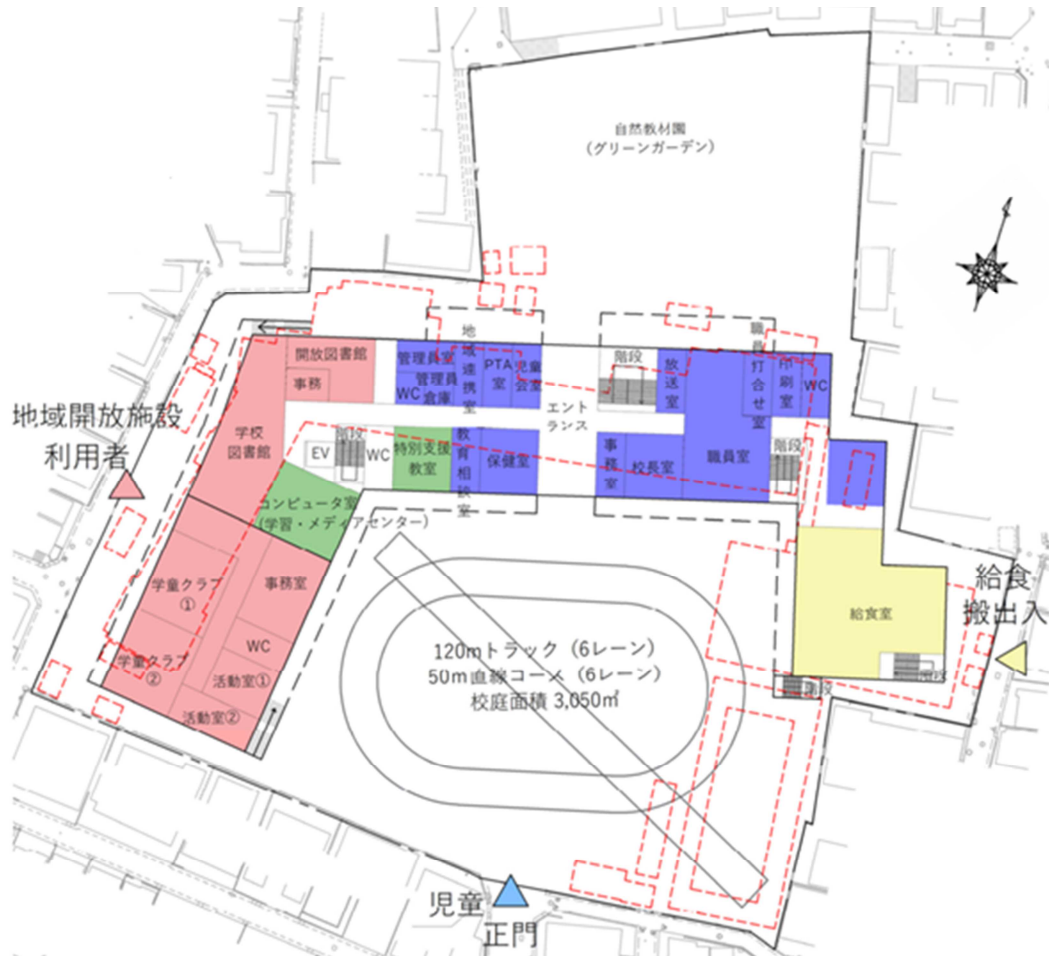 自然教材園
(グリーンガーデン)
地域開放施設
利用者
開放図書館
事務
学校
図書館
管理員室
WC
管理員
倉庫
地域連携室
PTA
室
児童
会室
エント
ランス
階段
放送室
職員打合せ室
印刷室
WC
階段
EV
WC
特別支援
教室
教育相談室
保健室
事務室
校長室
職員室
階段
コンピュータ室
(学習・メディアセンター)
学童クラブ
①
事務室
WC
学童クラブ
②
活動室①
活動室②
給食室
階段
給食
搬出入
120mトラック（6レーン）
50m直線コース（6レーン）
校庭面積 3,050㎡
児童
正門